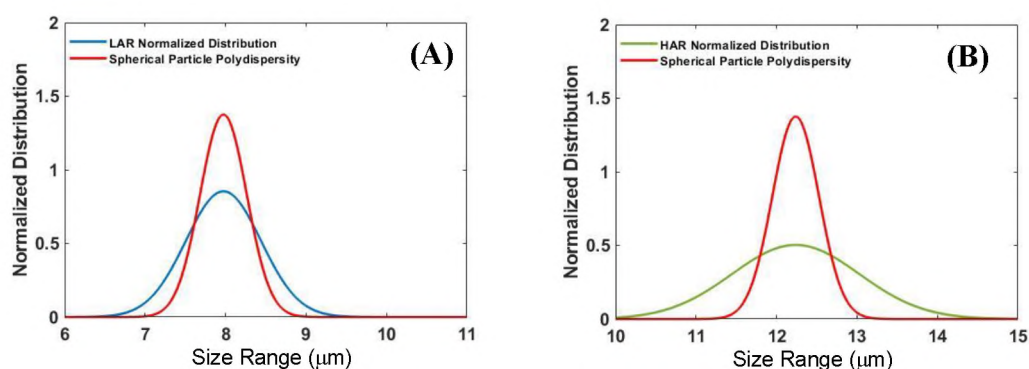 2
LAR Normalized Distribution
Spherical Particle Polydispersity
(A)
1.5
1
0.5
0
Normalized Distribution
6 7 8 9 10 11
Size Range (μm)
2
HAR Normalized Distribution
Spherical Particle Polydispersity
(B)
1.5
1
0.5
0
Normalized Distribution
10 11 12 13 14 15
Size Range (μm)